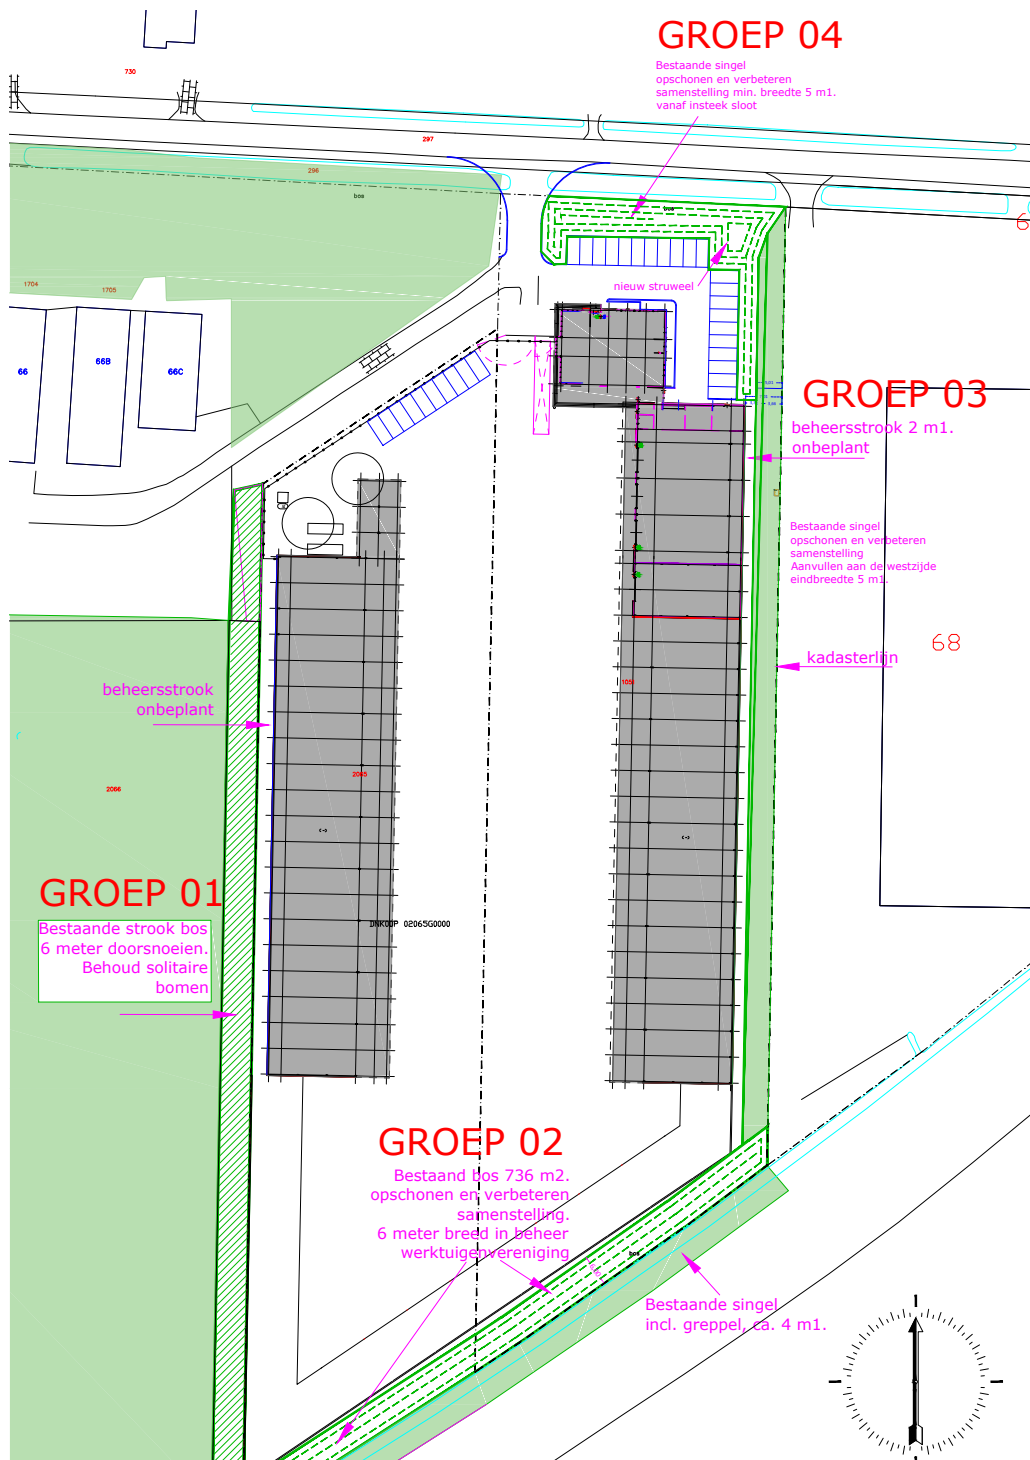 GROEP 04
Bestaande singel
opschonen en verbeteren
samenstelling min. breedte 5 m1.
vanaf insteek sloot
730
297
296
bos
bos
6
1704
1705
nieuw struweel
66
66B
66C
GROEP 03
beheersstrook 2 m1.
onbeplant
Bestaande singel
opschonen en verbeteren
samenstelling
Aanvullen aan de westzijde
eindbreedte 5 m1.
68
kadasterlijn
beheersstrook
onbeplant
105
2065
2066
GROEP 01
Bestaande strook bos
6 meter doorsnoeien.
Behoud solitaire
bomen
DNK00P 02065G0000
GROEP 02
Bestaand bos 736 m2.
opschonen en verbeteren
samenstelling.
6 meter breed in beheer
werktuigenvereniging
bos
Bestaande singel
incl. greppel, ca. 4 m1.